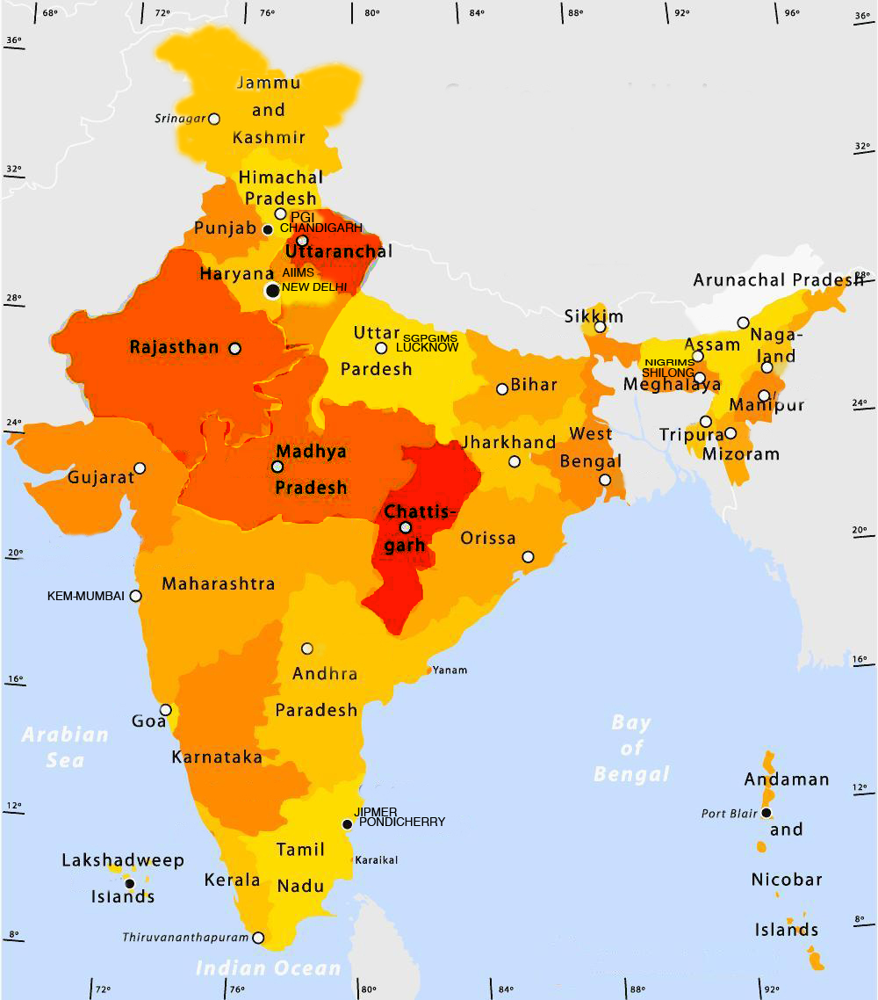 68°
72°
76°
80°
84°
88°
92°
96°
36°
36°
Jammu
and
Kashmir
Srinagar
32°
32°
Himachal
Pradesh
PGI
CHANDIGARH
Punjab
Uttaranchal
Haryana
AIIMS
NEW DELHI
28°
28°
Arunachal Pradesh
Sikkim
Rajasthan
Uttar
Pardesh
SGPGIMS
LUCKNOW
Assam
Naga-
land
NIGRIMS
SHILONG
Meghalaya
Bihar
Manipur
24°
24°
Jharkhand
West
Bengal
Tripura
Mizoram
Madhya
Pradesh
Gujarat
Chattis-
garh
Orissa
20°
20°
Maharashtra
KEM-MUMBAI
16°
16°
Andhra
Paradesh
Yanam
Goa
Arabian
Sea
Bay
of
Bengal
Karnataka
Andaman
and
Nicobar
Islands
Port Blair
12°
12°
JIPMER
PONDICHERRY
Karaikal
Tamil
Nadu
Lakshadweep
Islands
Kerala
8°
8°
Thiruvananthapuram
Indian Ocean
72°
76°
80°
84°
88°
92°